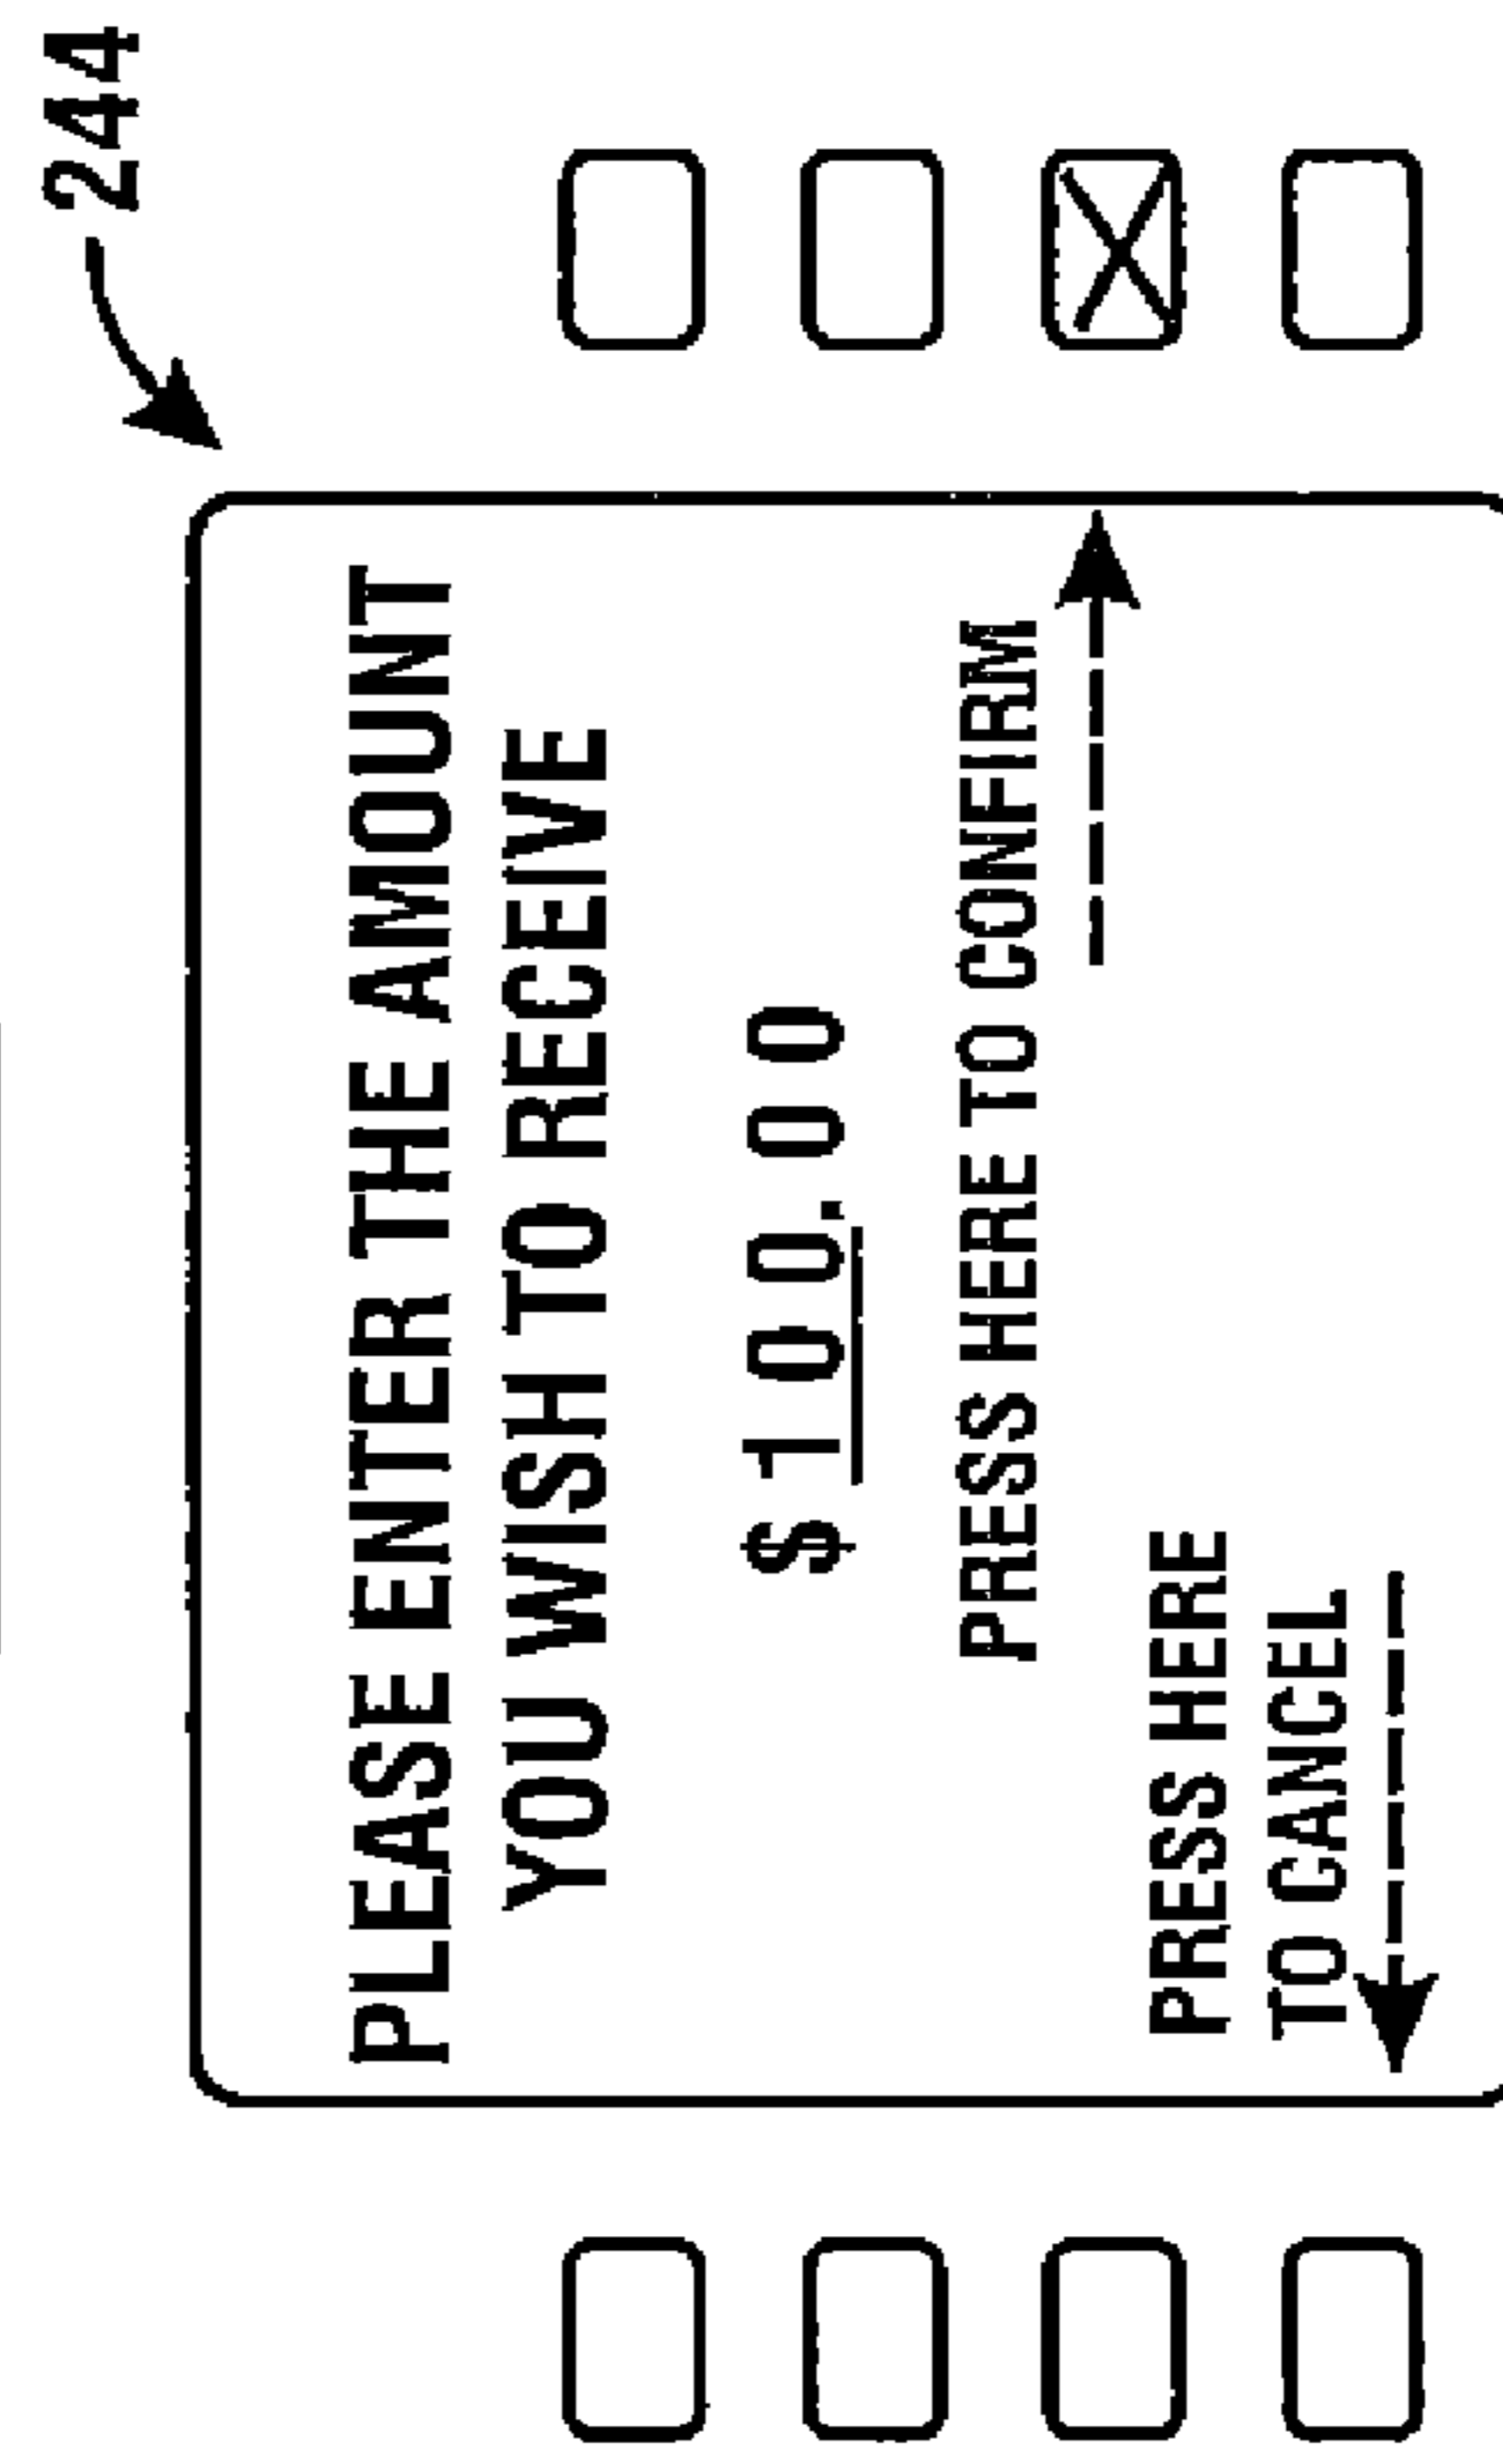 244
PLEASE ENTER THE AMOUNT
YOU WISH TO RECEIVE
$100.00
PRESS HERE TO CONFIRM
PRESS HERE
TO CANCEL